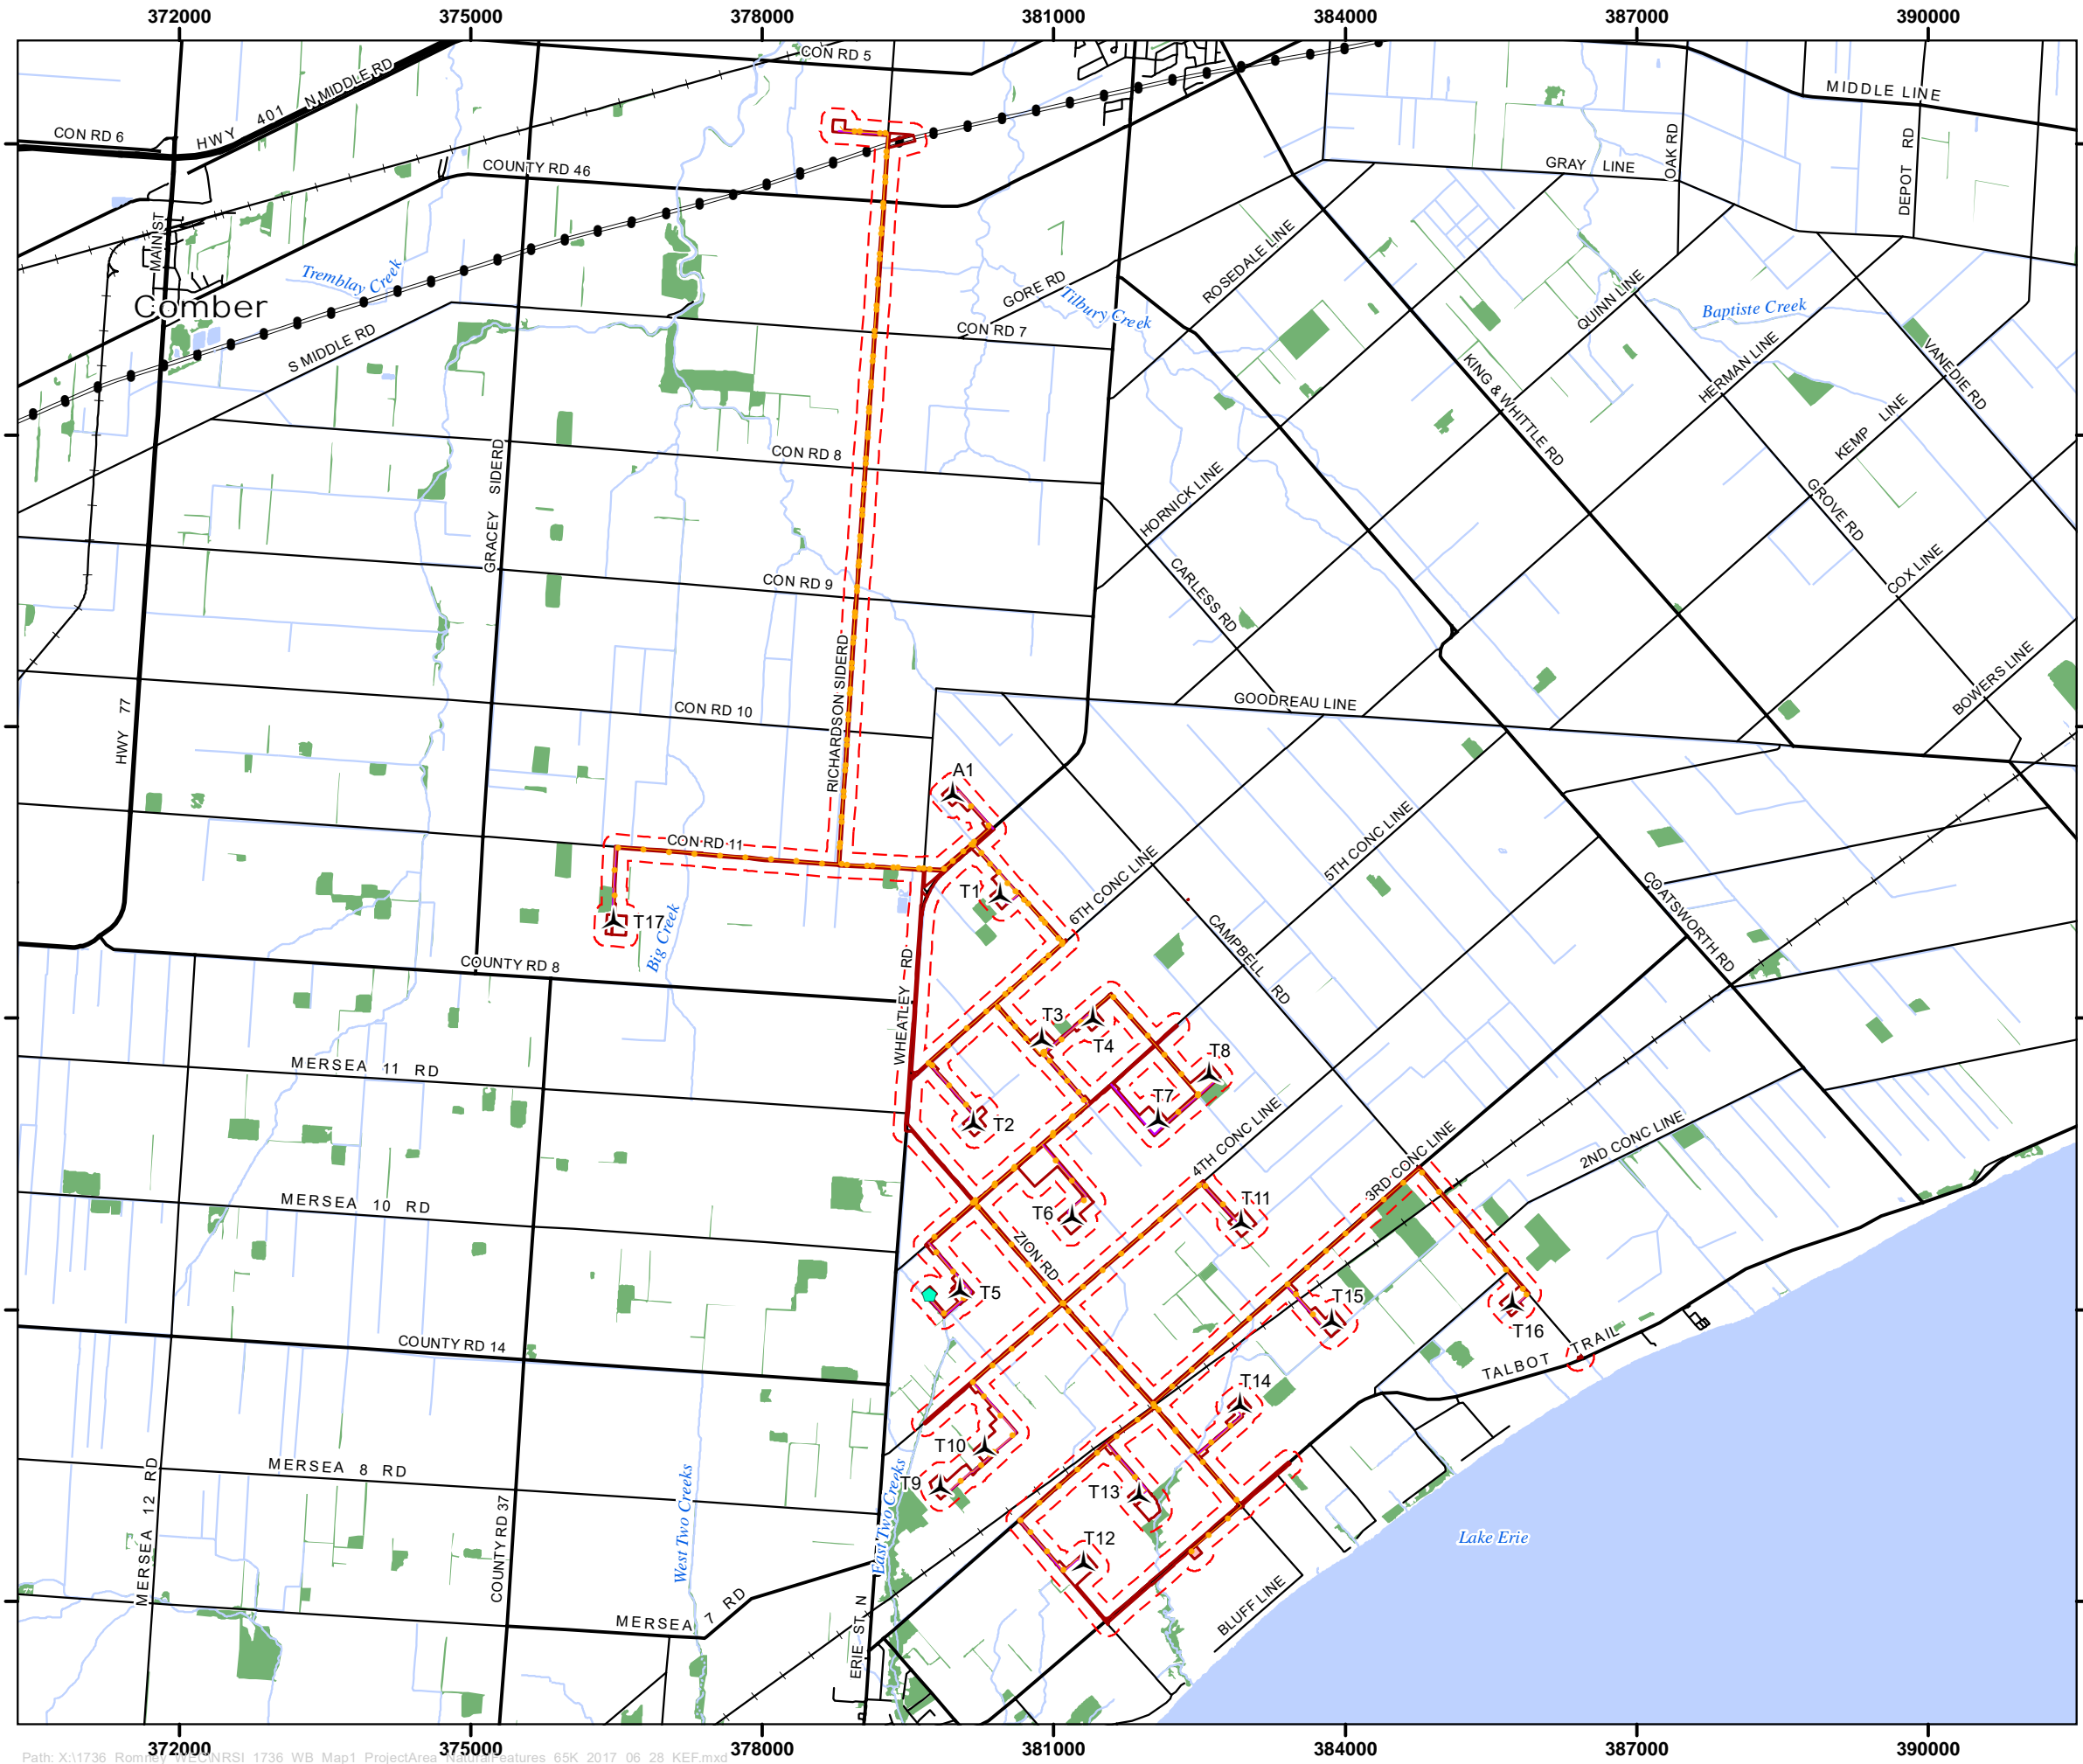 372000 375000 378000 381000 384000 387000 390000
CON RD 5
N MIDDLE RD
HWY 401
CON RD 6
MIDDLE LINE
COUNTY RD 46
GRAY LINE
OAK RD
DEPOT RD
MAIN ST
Tremblay Creek
Comber
S MIDDLE RD
GORE RD
Tilbury Creek
ROSEDALE LINE
QUINN LINE
Baptiste Creek
CON RD 7
HERMAN LINE
VANEDIE RD
KING & WHITTLE RD
KEMP LINE
GRACEY SIDERD
CON RD 8
HORNICK LINE
GROVE RD
CARLESS RD
COX LINE
CON RD 9
RICHARDSON SIDERD
BOWERS LINE
GOODREAU LINE
CON RD 10
HWY 77
A1
CON RD 11
5TH CONC LINE
6TH CONC LINE
T1
T17
Big Creek
COATSWORTH RD
CAMPBELL RD
COUNTY RD 8
WHEATLEY RD
T3
T4
T8
MERSEA 11 RD
T7
T2
4TH CONC LINE
3RD CONC LINE
2ND CONC LINE
MERSEA 10 RD
T6
T11
ZION RD
T5
T15
T16
COUNTY RD 14
TALBOT TRAIL
T14
T10
MERSEA 8 RD
T9
T13
MERSEA 12 RD
COUNTY RD 37
West Two Creeks
East Two Creeks
T12
Lake Erie
MERSEA 7 RD
BLUFF LINE
ERIE ST N
372000 375000 378000 381000 384000 387000 390000
Path: X:\1736_Romney_WEC\NRSI_1736_WB_Map1_ProjectArea_NaturalFeatures_65K_2017_06_28_KEF.mxd